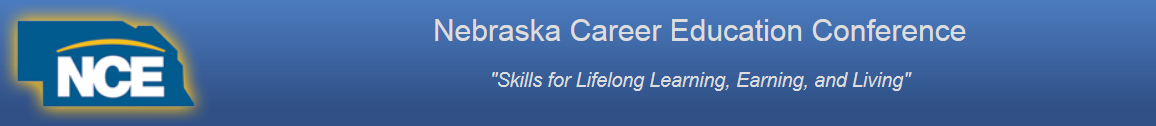 NCE
Nebraska Career Education Conference
"Skills for Lifelong Learning, Earning, and Living"